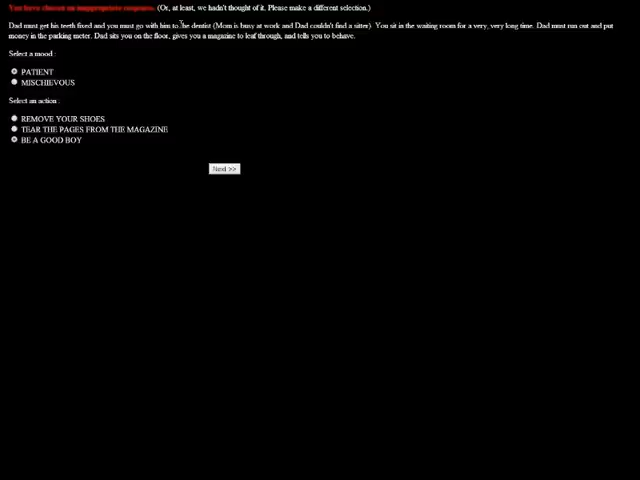 You have chosen an inappropriate response. (Or, at least, we hadn't thought of it. Please make a different selection.)
Dad must get his teeth fixed and you must go with him to the dentist (Mom is busy at work and Dad couldn't find a sitter). You sit in the waiting room for a very, very long time. Dad must run out and put
money in the parking meter. Dad sits you on the floor, gives you a magazine to leaf through, and tells you to behave.
Select a mood :
PATIENT
MISCHIEVOUS
Select an action :
REMOVE YOUR SHOES
TEAR THE PAGES FROM THE MAGAZINE
BE A GOOD BOY
Next >>